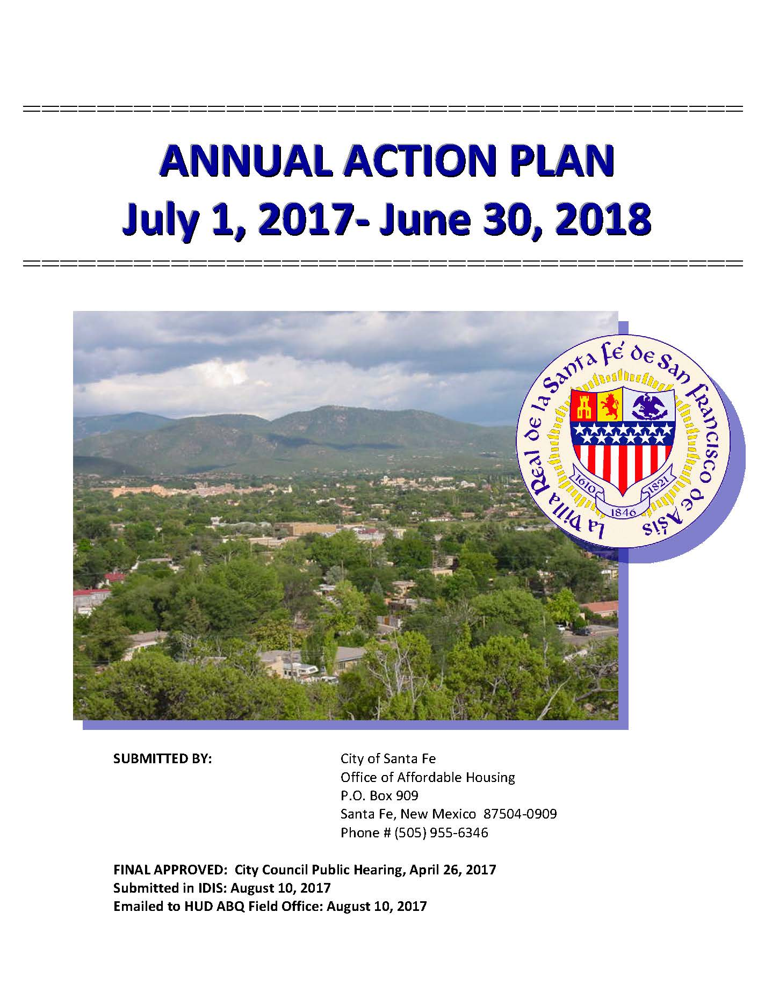 ANNUAL ACTION PLAN
July 1, 2017- June 30, 2018
La Villa Real de la Santa Fé de San Francisco de Asís
1610
1821
1846
SUBMITTED BY: City of Santa Fe
Office of Affordable Housing
P.O. Box 909
Santa Fe, New Mexico 87504-0909
Phone # (505) 955-6346
FINAL APPROVED: City Council Public Hearing, April 26, 2017
Submitted in IDIS: August 10, 2017
Emailed to HUD ABQ Field Office: August 10, 2017